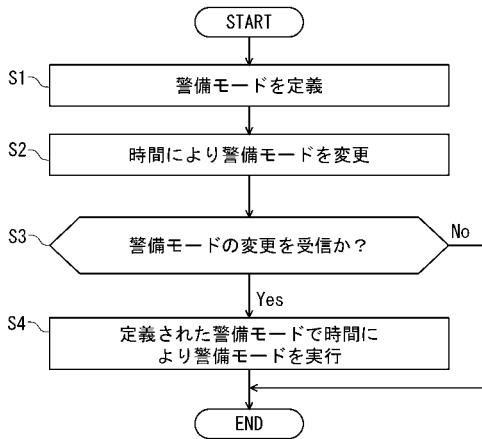 START
S1
警備モードを定義
S2
時間により警備モードを変更
S3
警備モードの変更を受信か？
No
Yes
S4
定義された警備モードで時間に
より警備モードを実行
END